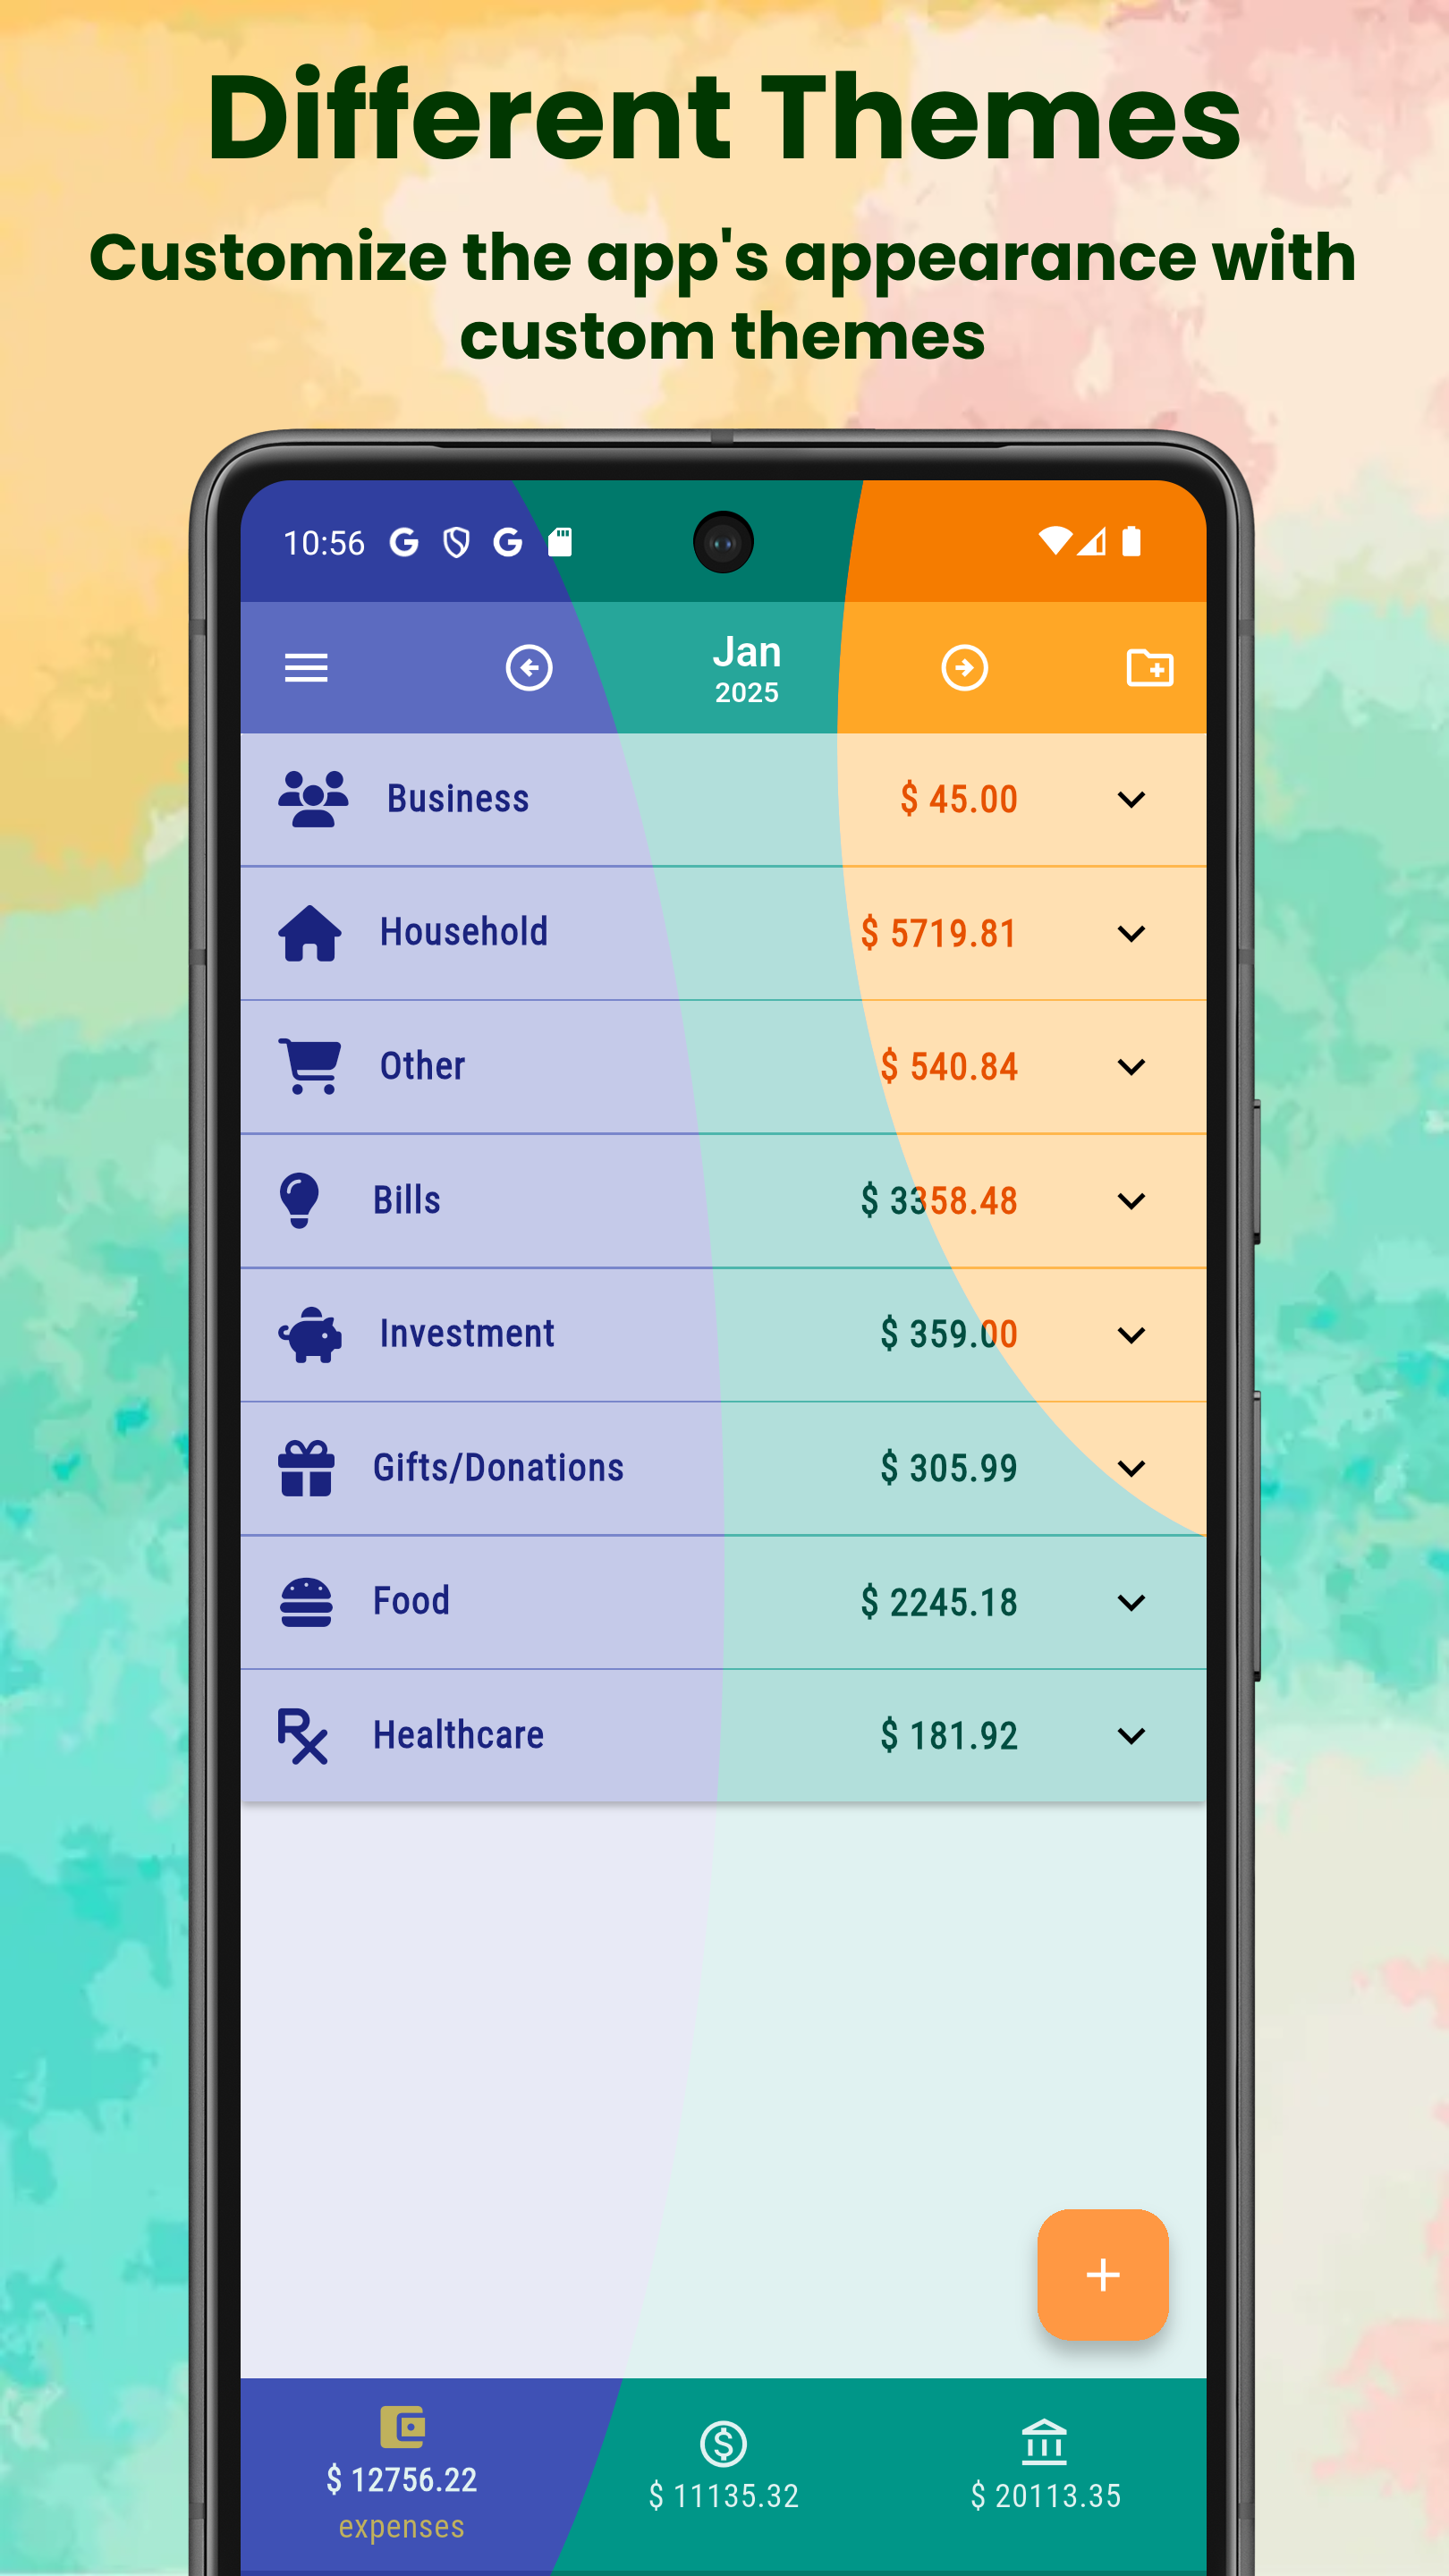 Different Themes
Customize the app's appearance with
custom themes
10:56
Jan
2025
Business $ 45.00
Household $ 5719.81
Other $ 540.84
Bills $ 3358.48
Investment $ 359.00
Gifts/Donations $ 305.99
Food $ 2245.18
Healthcare $ 181.92
$ 12756.22 $ 11135.32 $ 20113.35
expenses